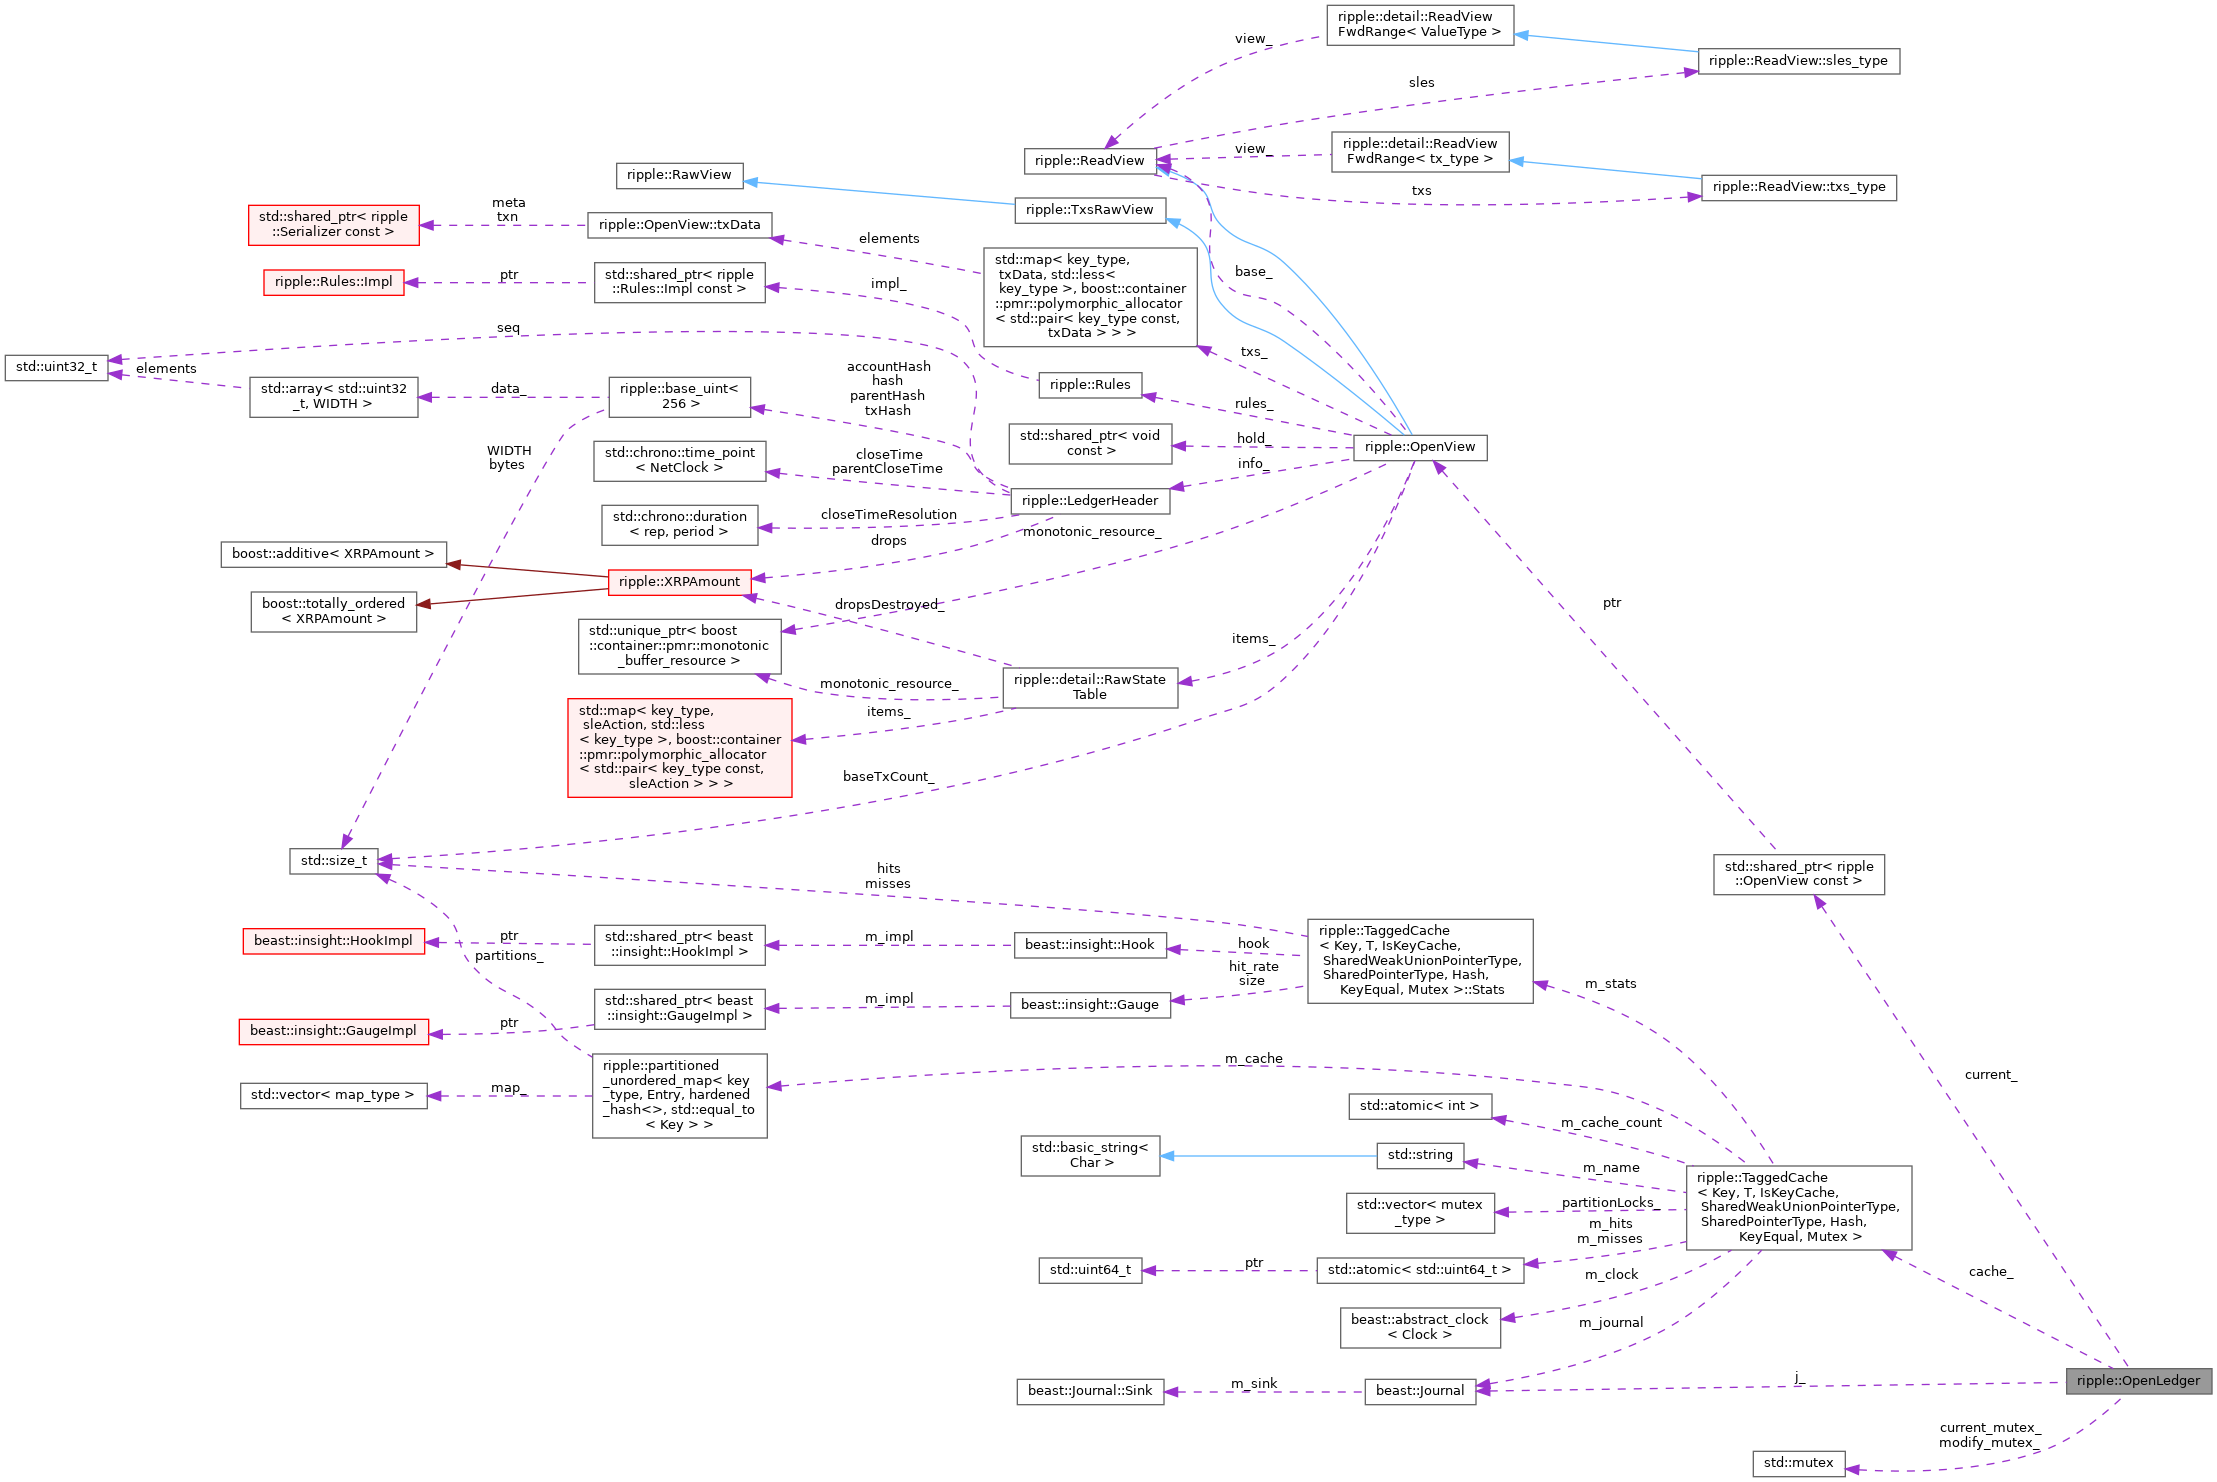 ripple::detail::ReadView
FwdRange< ValueType >
view_
ripple::ReadView::sles_type
sles
ripple::detail::ReadView
FwdRange< tx_type >
view_
ripple::ReadView
ripple::RawView
ripple::ReadView::txs_type
txs
ripple::TxsRawView
meta
txn
std::shared_ptr< ripple
::Serializer const >
ripple::OpenView::txData
elements
std::map< key_type,
txData, std::less<
key_type >, boost::container
::pmr::polymorphic_allocator
< std::pair< key_type const,
txData > > >
base_
ripple::Rules::Impl
ptr
std::shared_ptr< ripple
::Rules::Impl const >
impl_
seq
txs_
std::uint32_t
elements
std::array< std::uint32
_t, WIDTH >
data_
ripple::base_uint<
256 >
accountHash
hash
parentHash
txHash
ripple::Rules
rules_
std::shared_ptr< void
const >
hold_
ripple::OpenView
WIDTH
bytes
std::chrono::time_point
< NetClock >
closeTime
parentCloseTime
info_
ripple::LedgerHeader
std::chrono::duration
< rep, period >
closeTimeResolution
drops
monotonic_resource_
boost::additive< XRPAmount >
ripple::XRPAmount
boost::totally_ordered
< XRPAmount >
dropsDestroyed_
ptr
std::unique_ptr< boost
::container::pmr::monotonic
_buffer_resource >
items_
monotonic_resource_
ripple::detail::RawState
Table
std::map< key_type,
sleAction, std::less
< key_type >, boost::container
::pmr::polymorphic_allocator
< std::pair< key_type const,
sleAction > > >
items_
baseTxCount_
std::size_t
hits
misses
std::shared_ptr< ripple
::OpenView const >
beast::insight::HookImpl
ptr
partitions_
std::shared_ptr< beast
::insight::HookImpl >
m_impl
beast::insight::Hook
hook
hit_rate
size
ripple::TaggedCache
< Key, T, IsKeyCache,
SharedWeakUnionPointerType,
SharedPointerType, Hash,
KeyEqual, Mutex >::Stats
m_stats
beast::insight::GaugeImpl
ptr
std::shared_ptr< beast
::insight::GaugeImpl >
m_impl
beast::insight::Gauge
std::vector< map_type >
map_
ripple::partitioned
_unordered_map< key
_type, Entry, hardened
_hash<>, std::equal_to
< Key > >
m_cache
current_
std::atomic< int >
m_cache_count
std::basic_string<
Char >
std::string
m_name
std::vector< mutex
_type >
partitionLocks_
ripple::TaggedCache
< Key, T, IsKeyCache,
SharedWeakUnionPointerType,
SharedPointerType, Hash,
KeyEqual, Mutex >
m_hits
m_misses
std::uint64_t
ptr
std::atomic< std::uint64_t >
m_clock
cache_
beast::abstract_clock
< Clock >
m_journal
beast::Journal::Sink
m_sink
beast::Journal
j_
ripple::OpenLedger
current_mutex_
modify_mutex_
std::mutex